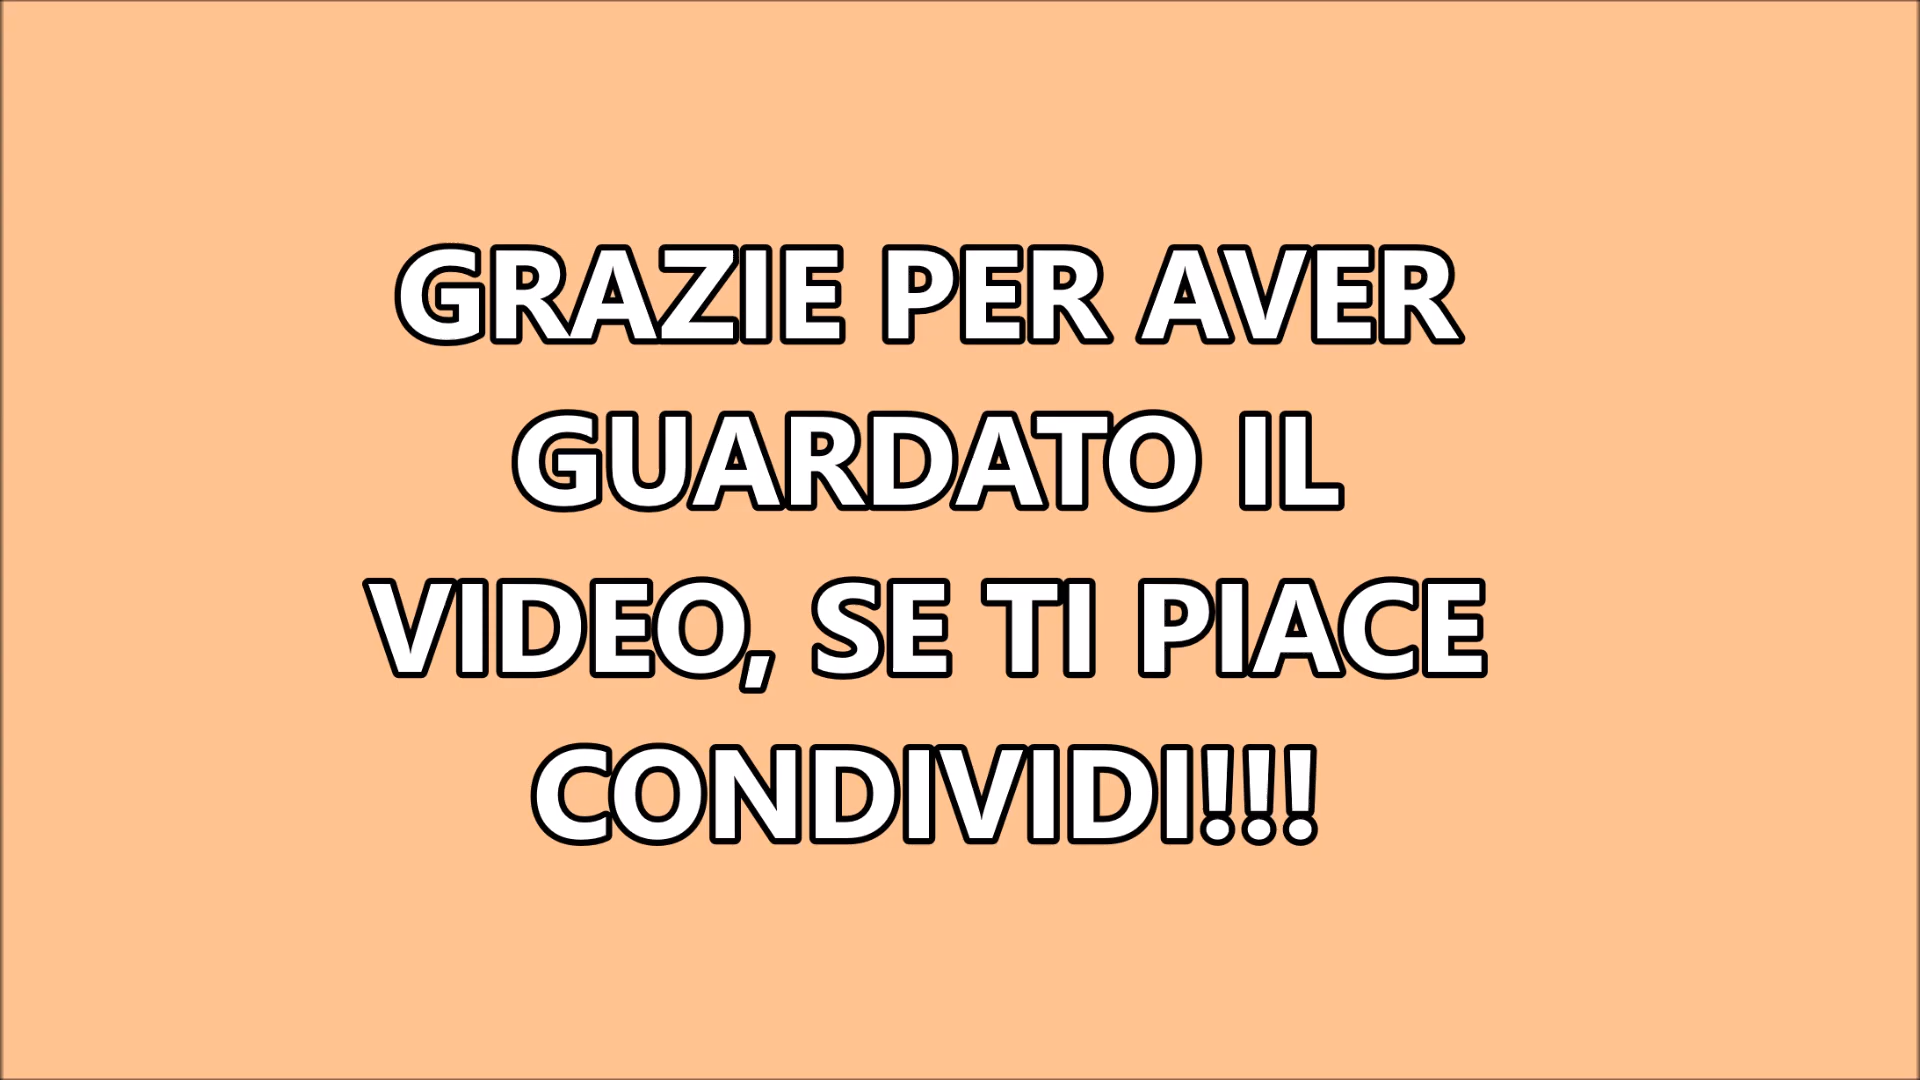 GRAZIE PER AVER
GUARDATO IL
VIDEO, SE TI PIACE
CONDIVIDI!!!